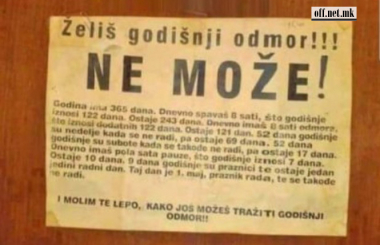 off.net.mk
Želiš godišnji odmor!!!
NE MOŽE!
Godina ima 365 dana. Dnevno spavaš 8 sati, što godišnje
iznosi 122 dana. Ostaje 243 dana. Dnevno imaš 8 sati odmora,
što iznosi dodatnih 122 dana. Ostaje 121 dan. 52 dana
su nedelje kada se ne radi, pa ostaje 69 dana. 52 dana
godišnje su subote kada se takođe ne radi, pa ostaje 17 dana.
Dnevno imaš pola sata pauze, što godišnje iznosi 7 dana.
Ostaje 10 dana. 9 dana godišnje su praznici te ostaje jedan
jedini radni dan. Taj dan je 1. maj, praznik rada, te se takođe
ne radi.
I MOLIM TE LEPO, KAKO JOŠ MOŽEŠ TRAŽITI GODIŠNJI
ODMOR!!